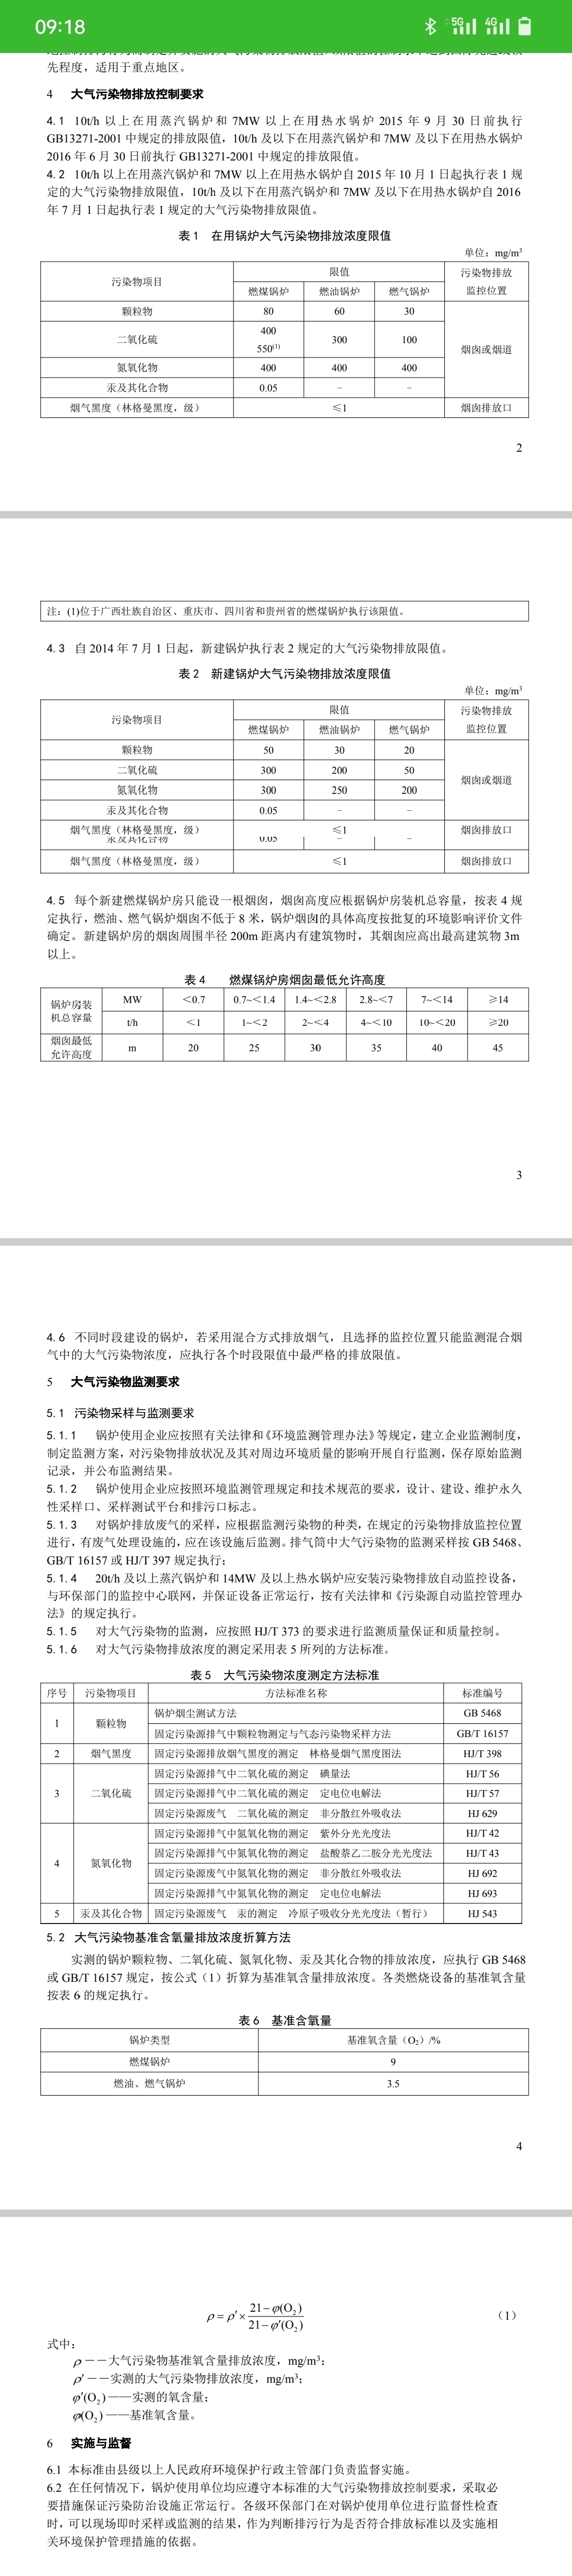 09:18
5G 4G
先程度，适用于重点地区。
4 大气污染物排放控制要求
4.1 10t/h 以上在用蒸汽锅炉和 7MW 以上在用热水锅炉 2015 年 9 月 30 日前执行
GB13271-2001 中规定的排放限值，10t/h 及以下在用蒸汽锅炉和 7MW 及以下在用热水锅炉
2016 年 6 月 30 日前执行 GB13271-2001 中规定的排放限值。
4.2 10t/h 以上在用蒸汽锅炉和 7MW 以上在用热水锅炉自 2015 年 10 月 1 日起执行表 1 规
定的大气污染物排放限值，10t/h 及以下在用蒸汽锅炉和 7MW 及以下在用热水锅炉自 2016
年 7 月 1 日起执行表 1 规定的大气污染物排放限值。
表 1 在用锅炉大气污染物排放浓度限值
单位：mg/m³
污染物项目 限值 污染物排放监控位置
燃煤锅炉 燃油锅炉 燃气锅炉
颗粒物 80 60 30 烟囱或烟道
二氧化硫 400 550⁽¹⁾ 300 100
氮氧化物 400 400 400
汞及其化合物 0.05 - -
烟气黑度（林格曼黑度，级） ≤1 烟囱排放口
2
注：(1)位于广西壮族自治区、重庆市、四川省和贵州省的燃煤锅炉执行该限值。
4.3 自 2014 年 7 月 1 日起，新建锅炉执行表 2 规定的大气污染物排放限值。
表 2 新建锅炉大气污染物排放浓度限值
单位：mg/m³
污染物项目 限值 污染物排放监控位置
燃煤锅炉 燃油锅炉 燃气锅炉
颗粒物 50 30 20 烟囱或烟道
二氧化硫 300 200 50
氮氧化物 300 250 200
汞及其化合物 0.05 - -
烟气黑度（林格曼黑度，级） ≤1 烟囱排放口
汞及其化合物 0.05 - -
烟气黑度（林格曼黑度，级） ≤1 烟囱排放口
4.5 每个新建燃煤锅炉房只能设一根烟囱，烟囱高度应根据锅炉房装机总容量，按表 4 规
定执行，燃油、燃气锅炉烟囱不低于 8 米，锅炉烟囱的具体高度按批复的环境影响评价文件
确定。新建锅炉房的烟囱周围半径 200m 距离内有建筑物时，其烟囱应高出最高建筑物 3m
以上。
表 4 燃煤锅炉房烟囱最低允许高度
锅炉房装机总容量 MW <0.7 0.7~<1.4 1.4~<2.8 2.8~<7 7~<14 ≥14
t/h <1 1~<2 2~<4 4~<10 10~<20 ≥20
烟囱最低允许高度 m 20 25 30 35 40 45
3
4.6 不同时段建设的锅炉，若采用混合方式排放烟气，且选择的监控位置只能监测混合烟
气中的大气污染物浓度，应执行各个时段限值中最严格的排放限值。
5 大气污染物监测要求
5.1 污染物采样与监测要求
5.1.1 锅炉使用企业应按照有关法律和《环境监测管理办法》等规定，建立企业监测制度，
制定监测方案，对污染物排放状况及其对周边环境质量的影响开展自行监测，保存原始监测
记录，并公布监测结果。
5.1.2 锅炉使用企业应按照环境监测管理规定和技术规范的要求，设计、建设、维护永久
性采样口、采样测试平台和排污口标志。
5.1.3 对锅炉排放废气的采样，应根据监测污染物的种类，在规定的污染物排放监控位置
进行，有废气处理设施的，应在该设施后监测。排气筒中大气污染物的监测采样按 GB 5468、
GB/T 16157 或 HJ/T 397 规定执行；
5.1.4 20t/h 及以上蒸汽锅炉和 14MW 及以上热水锅炉应安装污染物排放自动监控设备，
与环保部门的监控中心联网，并保证设备正常运行，按有关法律和《污染源自动监控管理办
法》的规定执行。
5.1.5 对大气污染物的监测，应按照 HJ/T 373 的要求进行监测质量保证和质量控制。
5.1.6 对大气污染物排放浓度的测定采用表 5 所列的方法标准。
表 5 大气污染物浓度测定方法标准
序号 污染物项目 方法标准名称 标准编号
1 颗粒物 锅炉烟尘测试方法 GB 5468
固定污染源排气中颗粒物测定与气态污染物采样方法 GB/T 16157
2 烟气黑度 固定污染源排放烟气黑度的测定 林格曼烟气黑度图法 HJ/T 398
3 二氧化硫 固定污染源排气中二氧化硫的测定 碘量法 HJ/T 56
固定污染源排气中二氧化硫的测定 定电位电解法 HJ/T 57
固定污染源废气 二氧化硫的测定 非分散红外吸收法 HJ 629
4 氮氧化物 固定污染源排气中氮氧化物的测定 紫外分光光度法 HJ/T 42
固定污染源排气中氮氧化物的测定 盐酸萘乙二胺分光光度法 HJ/T 43
固定污染源废气中氮氧化物的测定 非分散红外吸收法 HJ 692
固定污染源排气中氮氧化物的测定 定电位电解法 HJ 693
5 汞及其化合物 固定污染源废气 汞的测定 冷原子吸收分光光度法（暂行） HJ 543
5.2 大气污染物基准含氧量排放浓度折算方法
实测的锅炉颗粒物、二氧化硫、氮氧化物、汞及其化合物的排放浓度，应执行 GB 5468
或 GB/T 16157 规定，按公式（1）折算为基准氧含量排放浓度。各类燃烧设备的基准氧含量
按表 6 的规定执行。
表 6 基准含氧量
锅炉类型 基准氧含量（O₂）/%
燃煤锅炉 9
燃油、燃气锅炉 3.5
4
ρ = ρ′ × (21 − φ(O₂)) / (21 − φ′(O₂)) （1）
式中：
ρ——大气污染物基准氧含量排放浓度，mg/m³；
ρ′——实测的大气污染物排放浓度，mg/m³；
φ′(O₂)——实测的氧含量；
φ(O₂)——基准氧含量。
6 实施与监督
6.1 本标准由县级以上人民政府环境保护行政主管部门负责监督实施。
6.2 在任何情况下，锅炉使用单位均应遵守本标准的大气污染物排放控制要求，采取必
要措施保证污染防治设施正常运行。各级环保部门在对锅炉使用单位进行监督性检查
时，可以现场即时采样或监测的结果，作为判断排污行为是否符合排放标准以及实施相
关环境保护管理措施的依据。